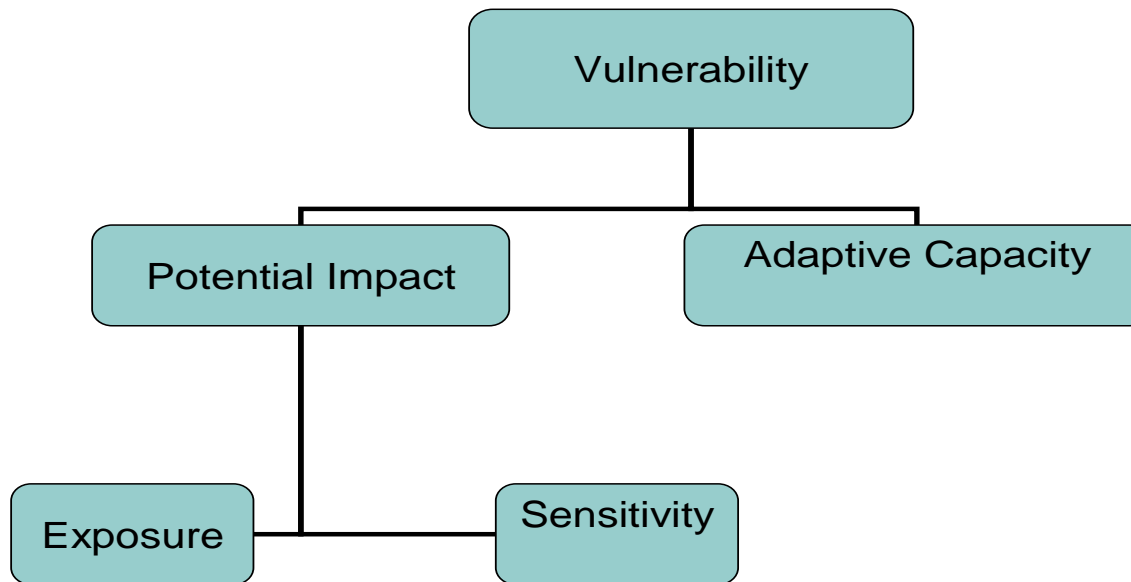 Vulnerability
Potential Impact
Adaptive Capacity
Exposure
Sensitivity